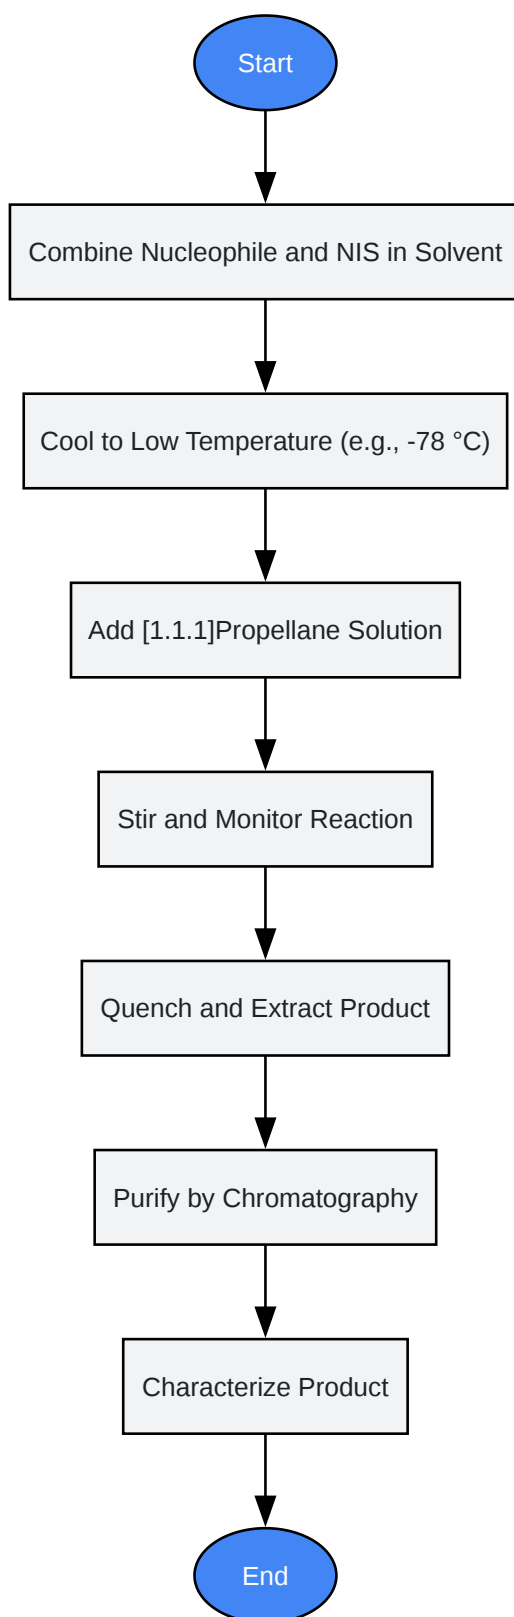 Start
Combine Nucleophile and NIS in Solvent
Cool to Low Temperature (e.g., -78 °C)
Add [1.1.1]Propellane Solution
Stir and Monitor Reaction
Quench and Extract Product
Purify by Chromatography
Characterize Product
End